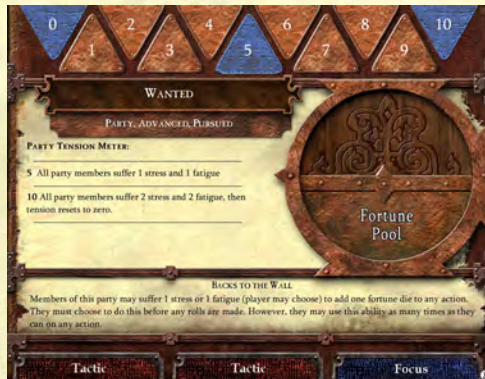 0 2 4 6 8 10
1 3 5 7 9
WANTED
PARTY, ADVANCED, PURSUED
PARTY TENSION METER:
5 All party members suffer 1 stress and 1 fatigue
10 All party members suffer 2 stress and 2 fatigue, then
tension resets to zero.
Fortune
Pool
BACKS TO THE WALL
Members of this party may suffer 1 stress or 1 fatigue (player may choose) to add one fortune die to any action.
They must choose to do this before any rolls are made. However, they may use this ability as many times as they
can on any action.
Tactic Tactic Focus